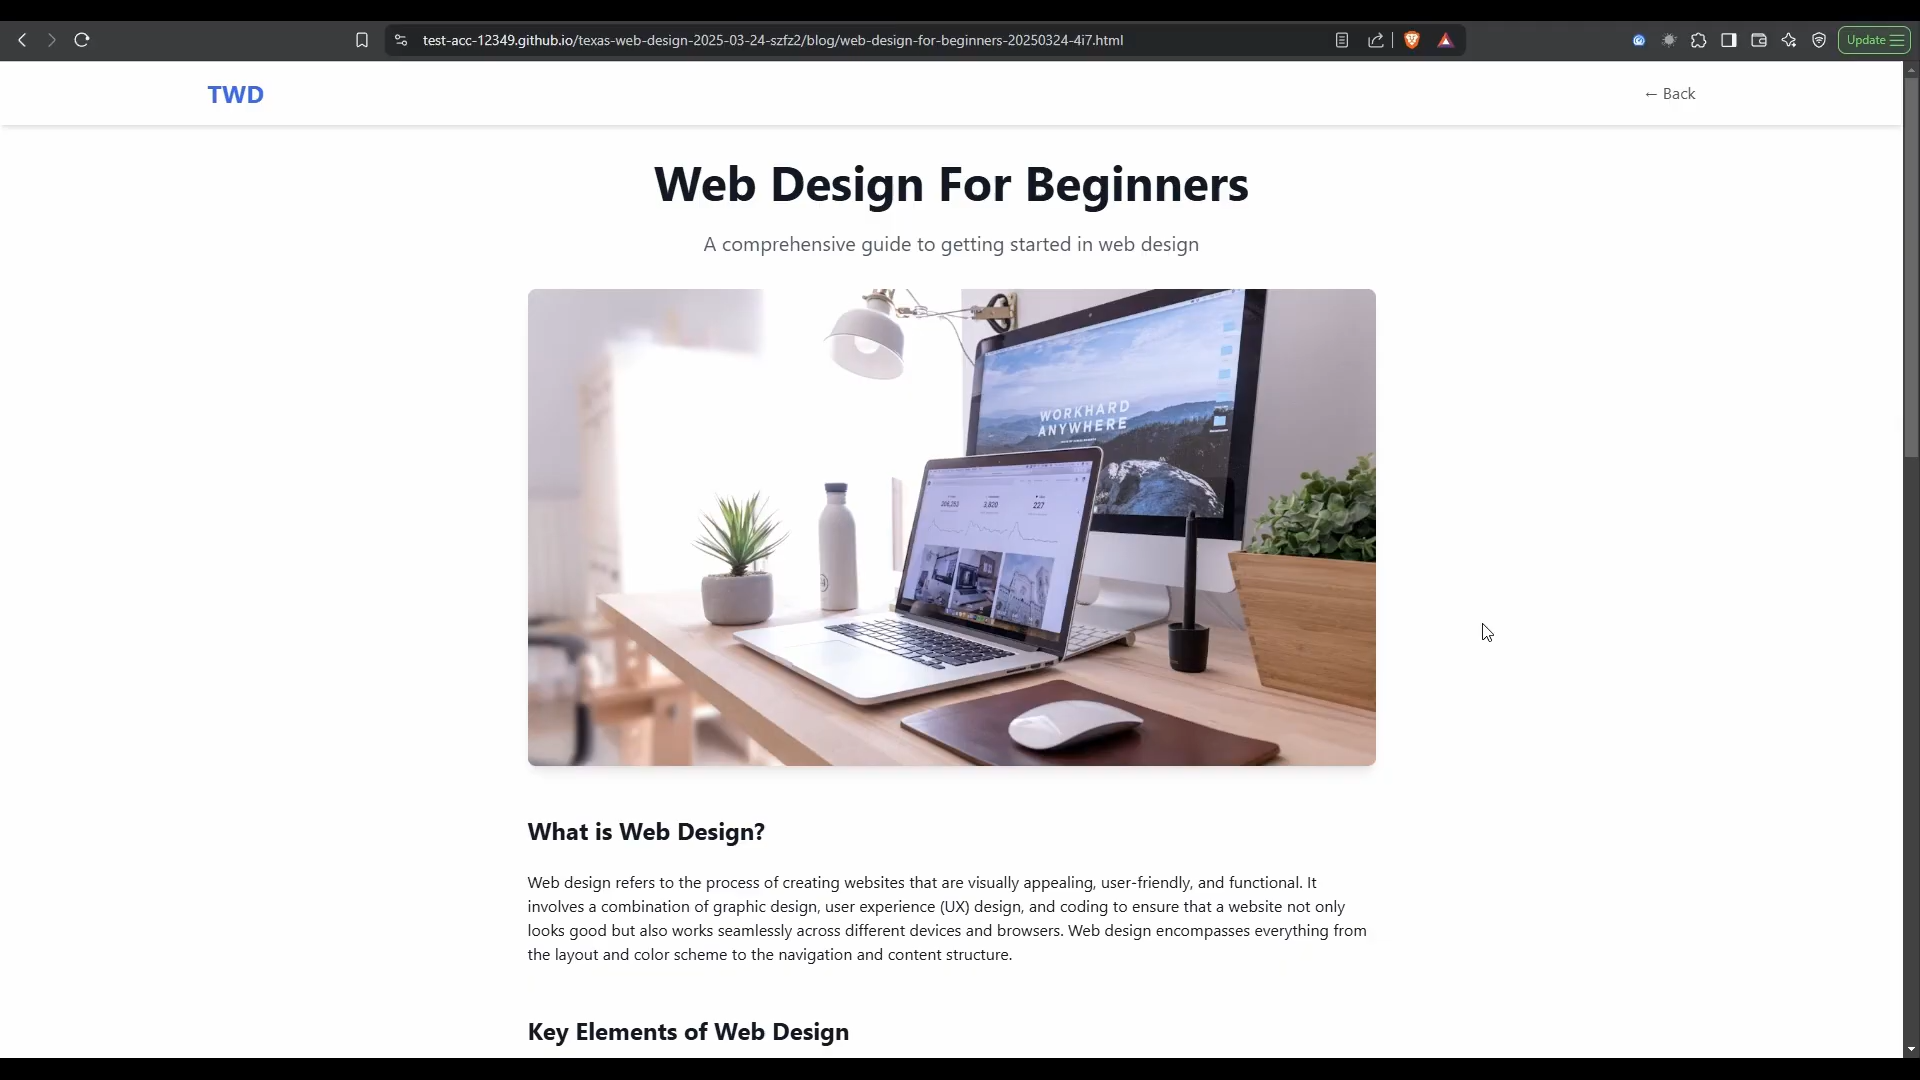 test-acc-12349.github.io/texas-web-design-2025-03-24-szfz2/blog/web-design-for-beginners-20250324-4i7.html
Update
TWD
← Back
Web Design For Beginners
A comprehensive guide to getting started in web design
WORKHARD
ANYWHERE
206,253 3,820 227
What is Web Design?
Web design refers to the process of creating websites that are visually appealing, user-friendly, and functional. It
involves a combination of graphic design, user experience (UX) design, and coding to ensure that a website not only
looks good but also works seamlessly across different devices and browsers. Web design encompasses everything from
the layout and color scheme to the navigation and content structure.
Key Elements of Web Design